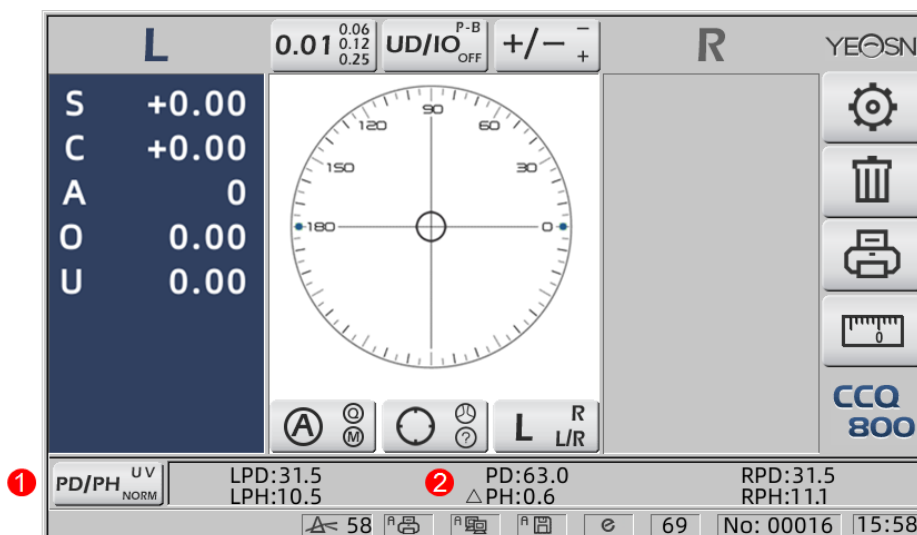 L
0.01 0.06
0.12
0.25
UD/IO P-B
OFF
+/− −
+
R
YEOSN
S +0.00
C +0.00
A 0
O 0.00
U 0.00
90
120 60
150 30
180 0
0
A Q
M
?
L R
L/R
CCQ
800
1 PD/PH UV
NORM
LPD:31.5 2 PD:63.0 RPD:31.5
LPH:10.5 △PH:0.6 RPH:11.1
58 A A A e 69 No: 00016 15:58